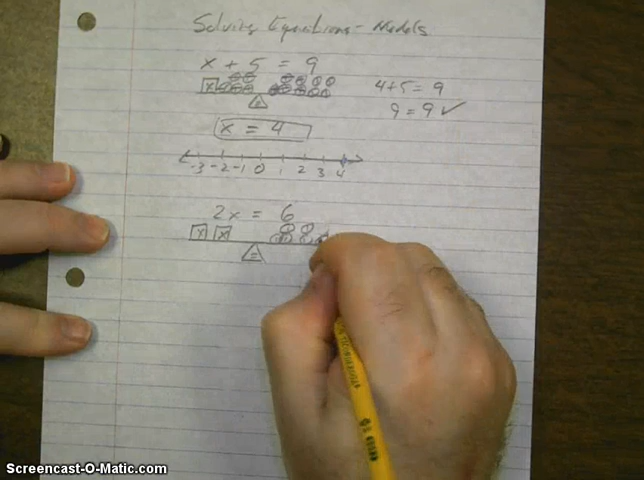 Solving Equations - Models
x + 5 = 9
x
=
4 + 5 = 9
9 = 9 ✓
x = 4
-3 -2 -1 0 1 2 3 4
2x = 6
x x
=
Screencast-O-Matic.com